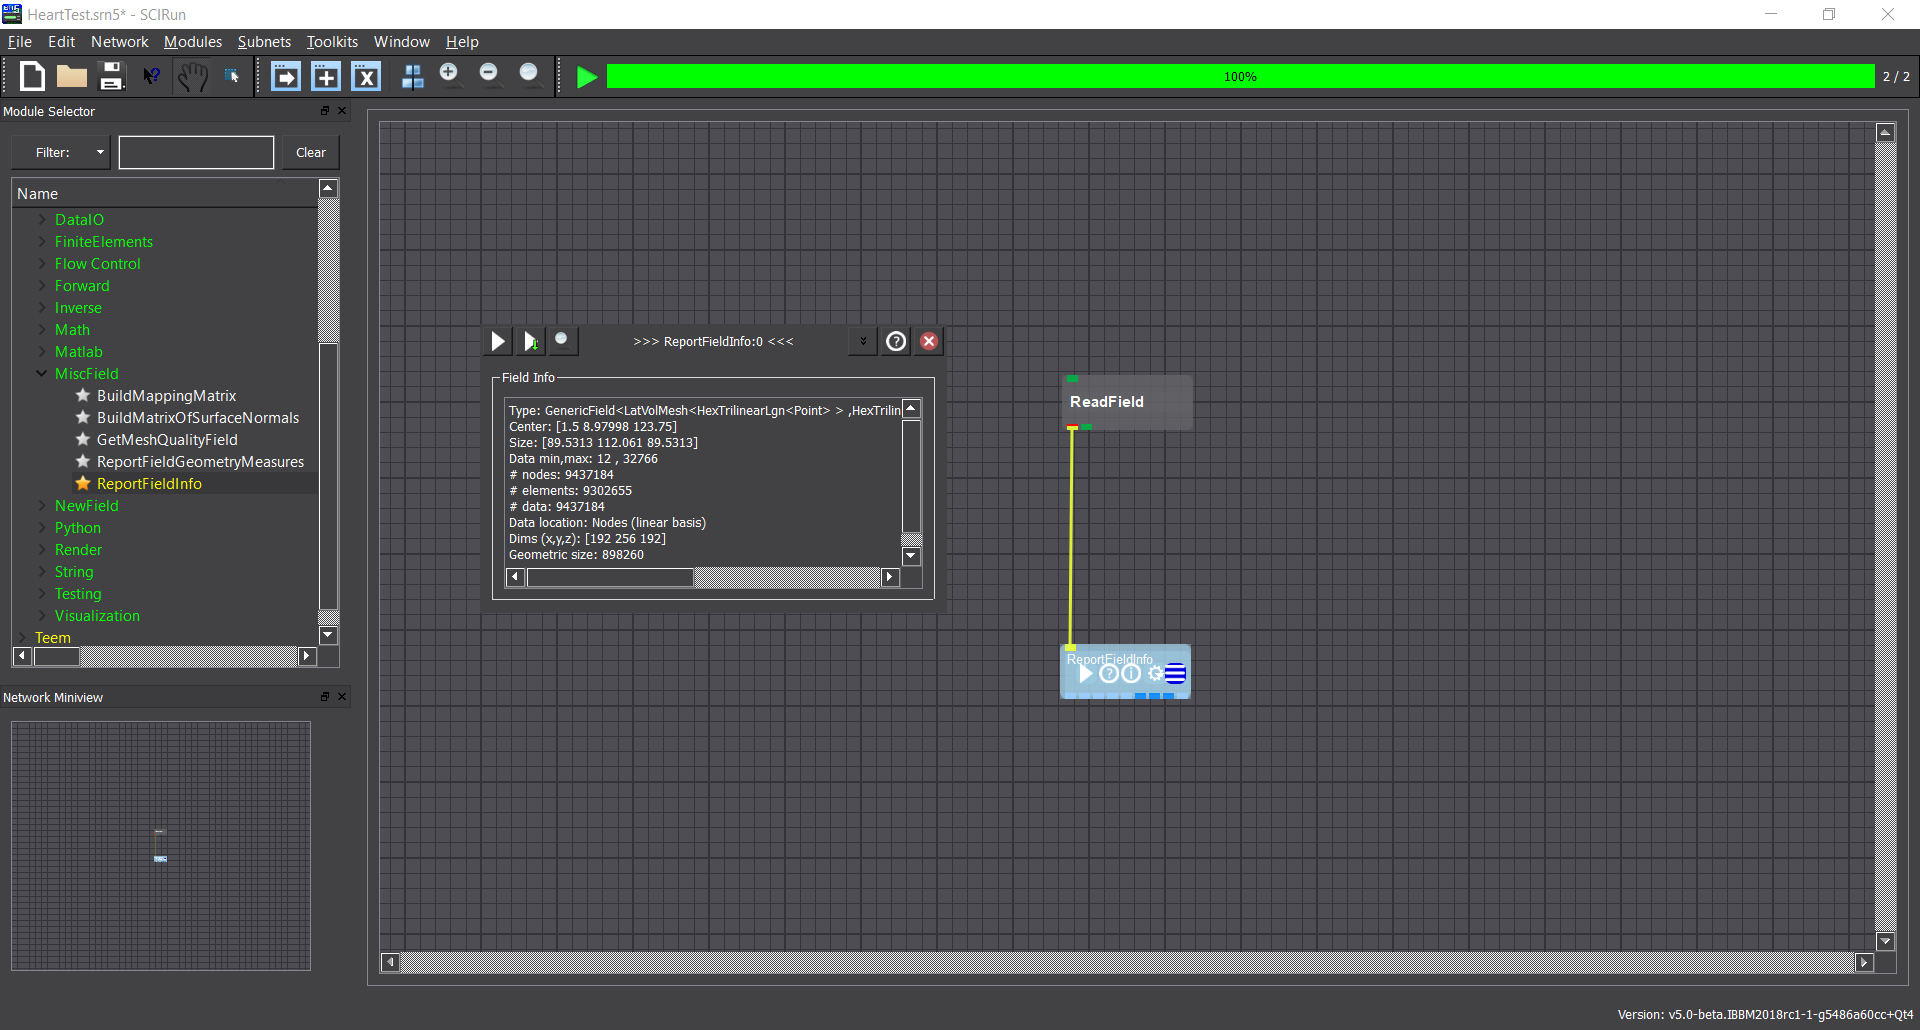 HeartTest.srn5* - SCIRun
File Edit Network Modules Subnets Toolkits Window Help
100%
2 / 2
Module Selector
Filter:
Clear
Name
DataIO
FiniteElements
Flow Control
Forward
Inverse
Math
Matlab
MiscField
BuildMappingMatrix
BuildMatrixOfSurfaceNormals
GetMeshQualityField
ReportFieldGeometryMeasures
ReportFieldInfo
NewField
Python
Render
String
Testing
Visualization
Teem
Network Miniview
>>> ReportFieldInfo:0 <<<
Field Info
Type: GenericField<LatVolMesh<HexTrilinearLgn<Point> > ,HexTrilin
Center: [1.5 8.97998 123.75]
Size: [89.5313 112.061 89.5313]
Data min,max: 12 , 32766
# nodes: 9437184
# elements: 9302655
# data: 9437184
Data location: Nodes (linear basis)
Dims (x,y,z): [192 256 192]
Geometric size: 898260
ReadField
ReportFieldInfo
Version: v5.0-beta.IBBM2018rc1-1-g5486a60cc+Qt4